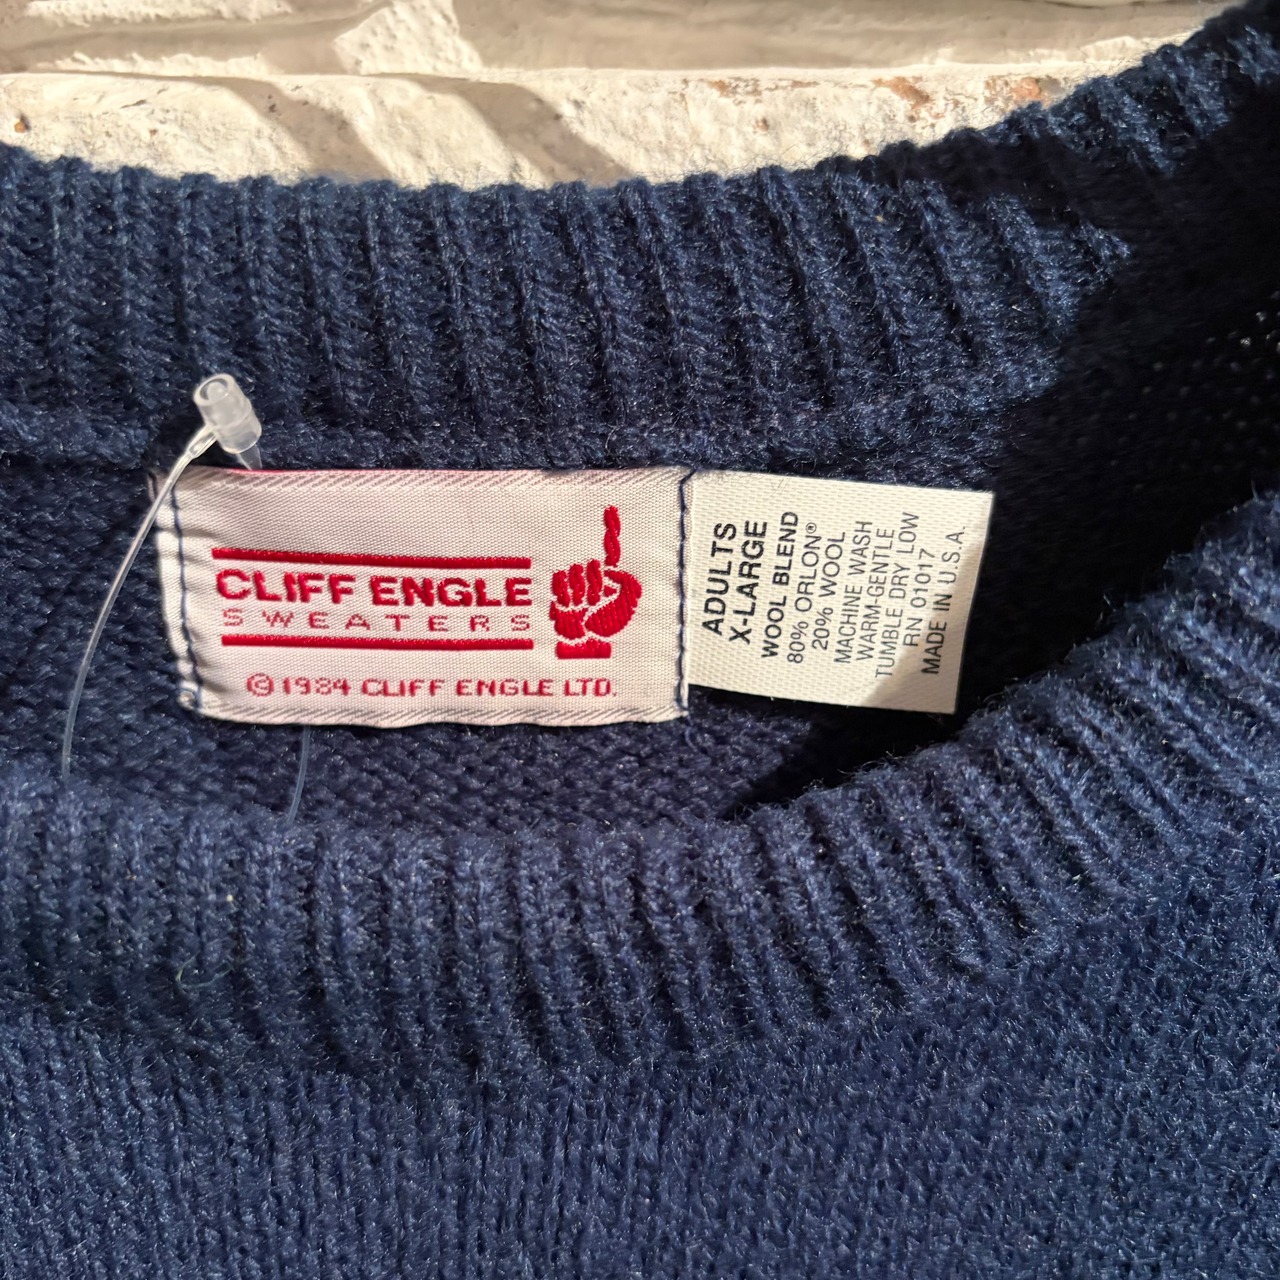 CLIFF ENGLE
SWEATERS
© 1984 CLIFF ENGLE LTD.
ADULTS
X-LARGE
WOOL BLEND
80% ORLON®
20% WOOL
MACHINE WASH
WARM-GENTLE
TUMBLE DRY LOW
RN 01017
MADE IN U.S.A.